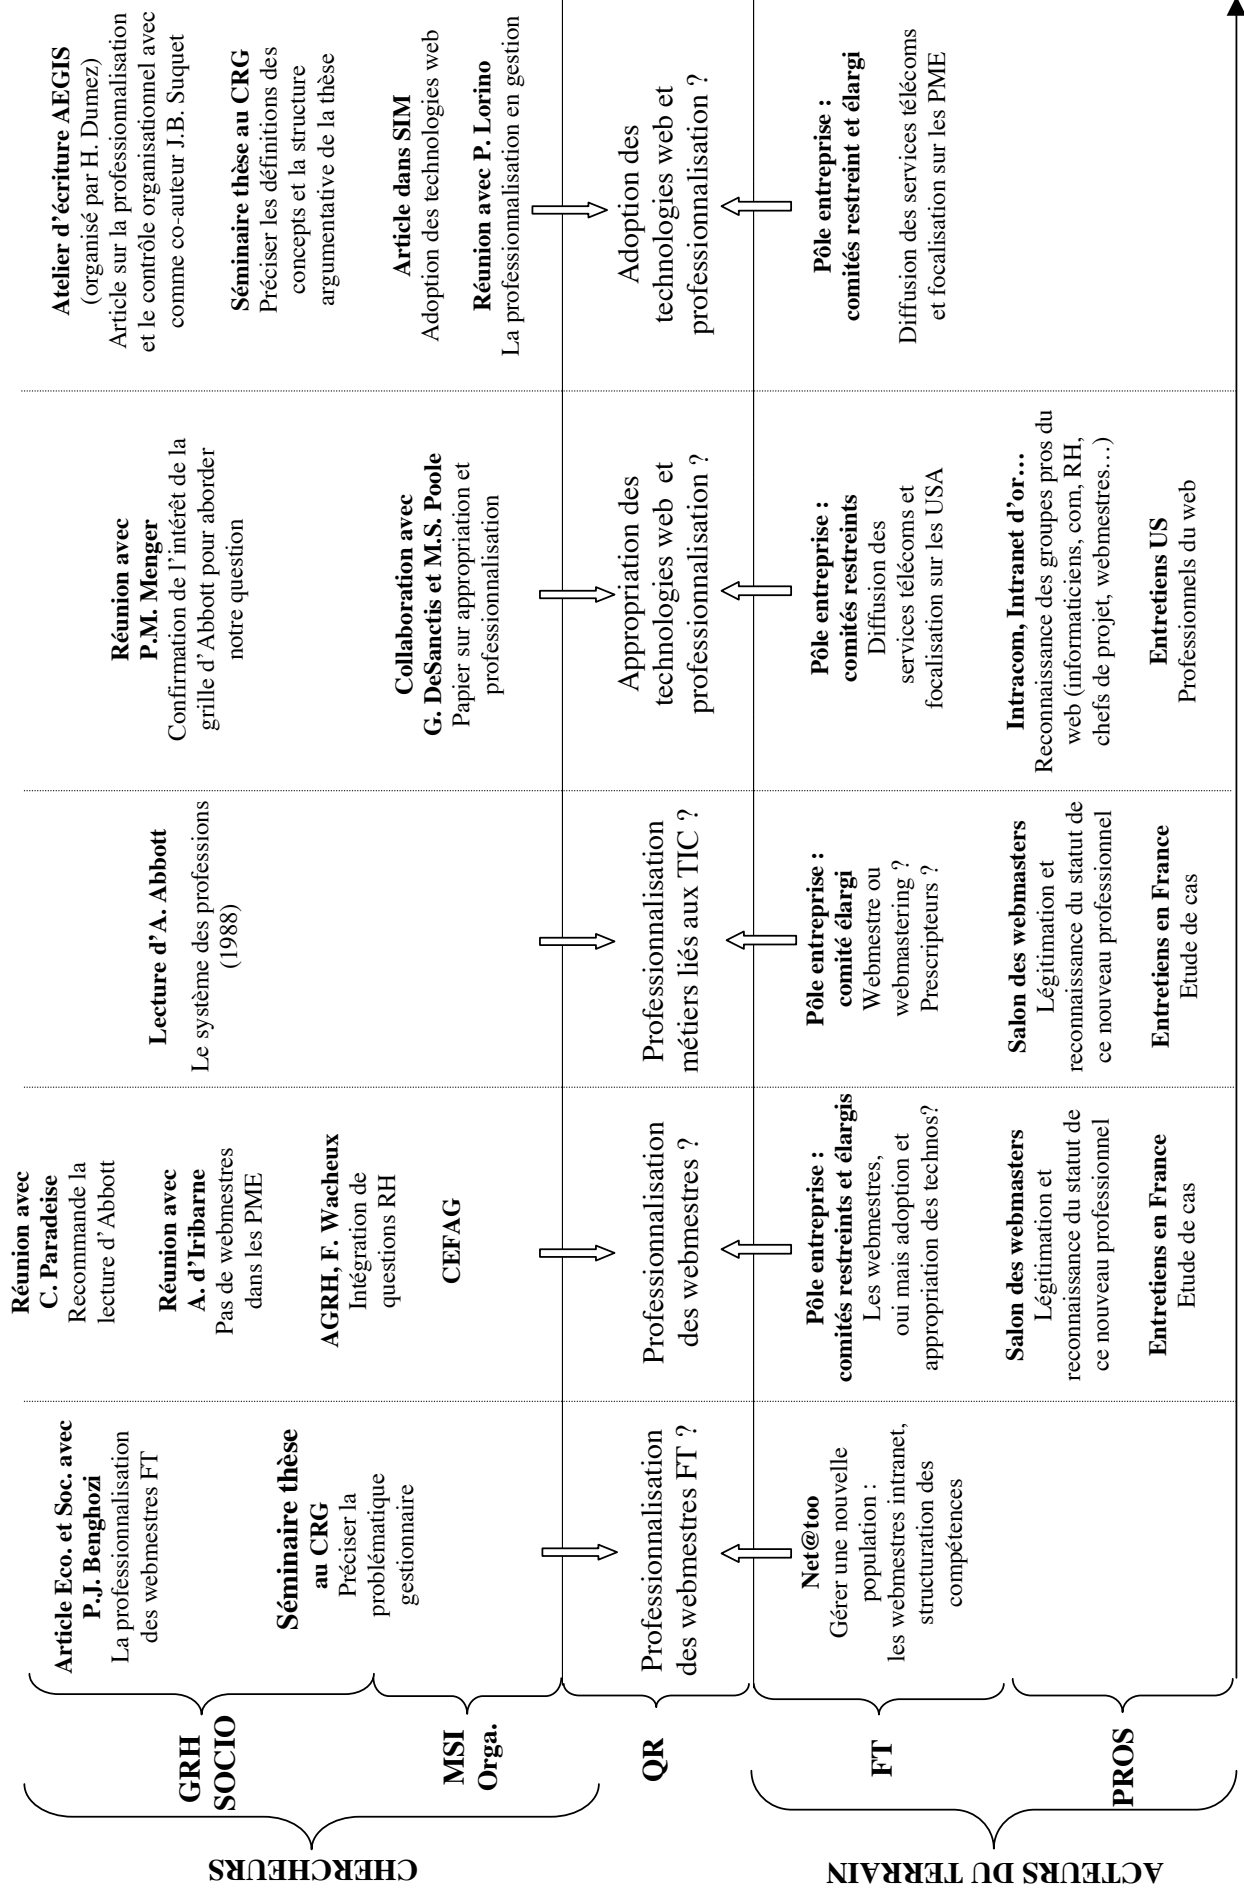 CHERCHEURS
GRH
SOCIO
MSI
Orga.
QR
ACTEURS DU TERRAIN
FT
PROS
Article Eco. et Soc. avec
P.J. Benghozi
La professionnalisation
des webmestres FT
Séminaire thèse
au CRG
Préciser la
problématique
gestionnaire
Professionnalisation
des webmestres FT ?
Net@too
Gérer une nouvelle
population :
les webmestres intranet,
structuration des
compétences
Réunion avec
C. Paradeise
Recommande la
lecture d'Abbott
Réunion avec
A. d'Iribarne
Pas de webmestres
dans les PME
AGRH, F. Wacheux
Intégration de
questions RH
CEFAG
Professionnalisation
des webmestres ?
Pôle entreprise :
comités restreints et élargis
Les webmestres,
oui mais adoption et
appropriation des technos?
Salon des webmasters
Légitimation et
reconnaissance du statut de
ce nouveau professionnel
Entretiens en France
Etude de cas
Lecture d'A. Abbott
Le système des professions
(1988)
Professionnalisation
métiers liés aux TIC ?
Pôle entreprise :
comité élargi
Webmestre ou
webmastering ?
Prescripteurs ?
Salon des webmasters
Légitimation et
reconnaissance du statut de
ce nouveau professionnel
Entretiens en France
Etude de cas
Réunion avec
P.M. Menger
Confirmation de l'intérêt de la
grille d'Abbott pour aborder
notre question
Collaboration avec
G. DeSanctis et M.S. Poole
Papier sur appropriation et
professionnalisation
Appropriation des
technologies web et
professionnalisation ?
Pôle entreprise :
comités restreints
Diffusion des
services télécoms et
focalisation sur les USA
Intracom, Intranet d'or…
Reconnaissance des groupes pros du
web (informaticiens, com, RH,
chefs de projet, webmestres…)
Entretiens US
Professionnels du web
Atelier d'écriture AEGIS
(organisé par H. Dumez)
Article sur la professionnalisation
et le contrôle organisationnel avec
comme co-auteur J.B. Suquet
Séminaire thèse au CRG
Préciser les définitions des
concepts et la structure
argumentative de la thèse
Article dans SIM
Adoption des technologies web
Réunion avec P. Lorino
La professionnalisation en gestion
Adoption des
technologies web et
professionnalisation ?
Pôle entreprise :
comités restreint et élargi
Diffusion des services télécoms
et focalisation sur les PME